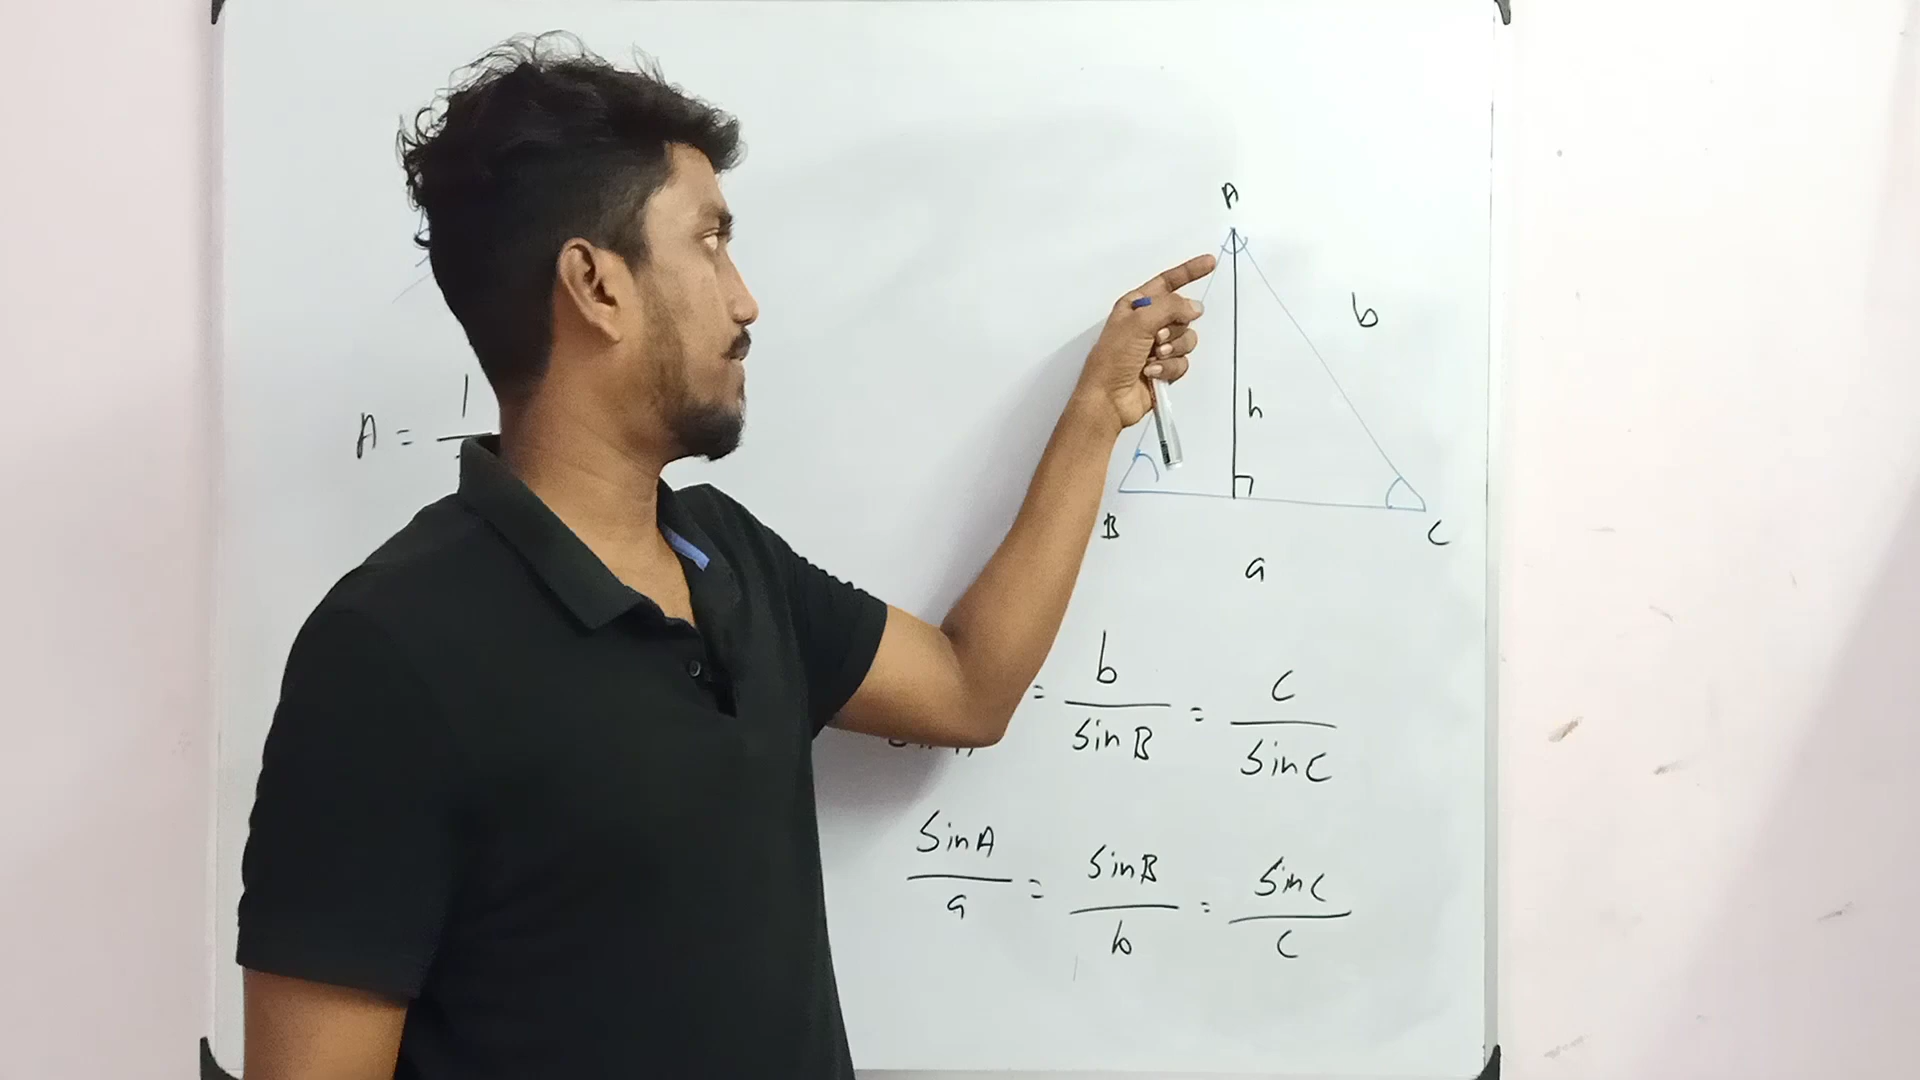 A
b
A = 1
h
B
C
a
= b / sin B = c / sin C
sin A / a = sin B / b = sin C / c